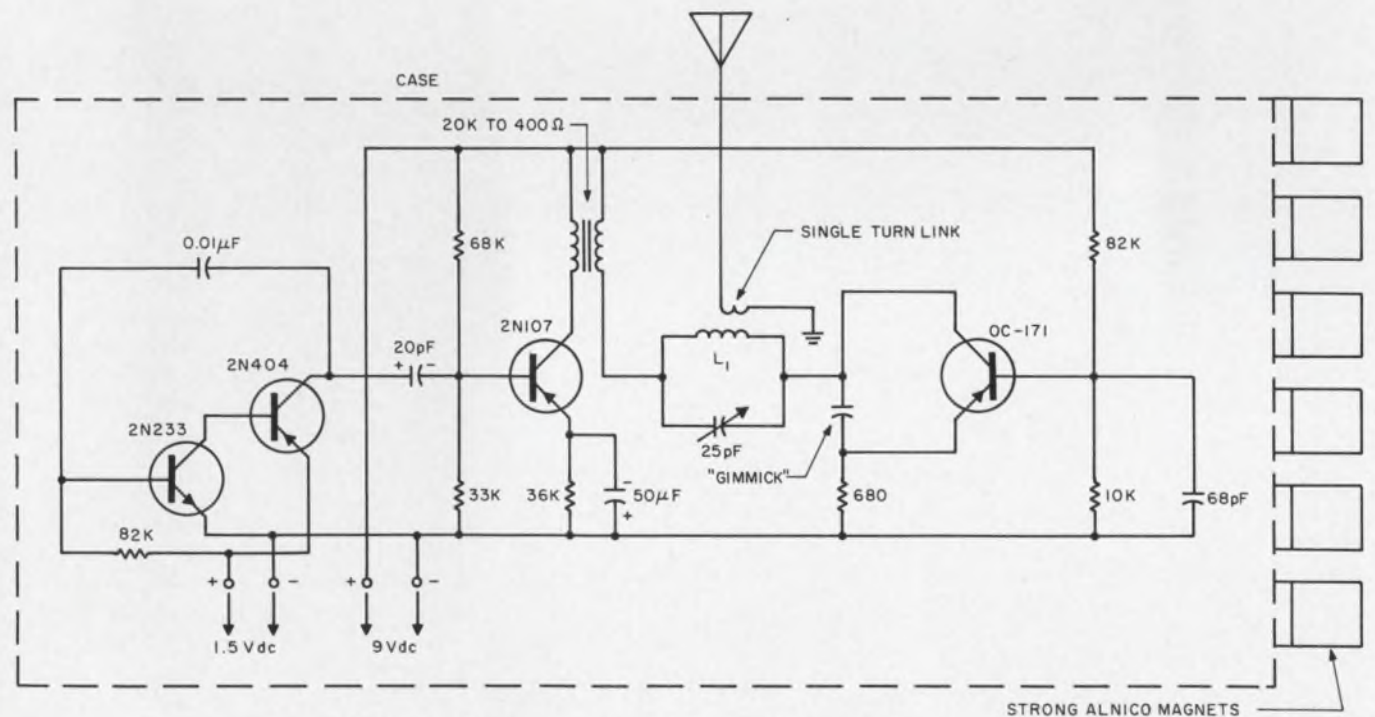 CASE
20K TO 400Ω
0.01μF
68K
SINGLE TURN LINK
82K
2N107
OC-171
20pF
+ -
L1
2N404
2N233
25pF
"GIMMICK"
33K
36K
-
50μF
+
680
10K
68pF
82K
+ - + -
1.5 Vdc
9 Vdc
STRONG ALNICO MAGNETS